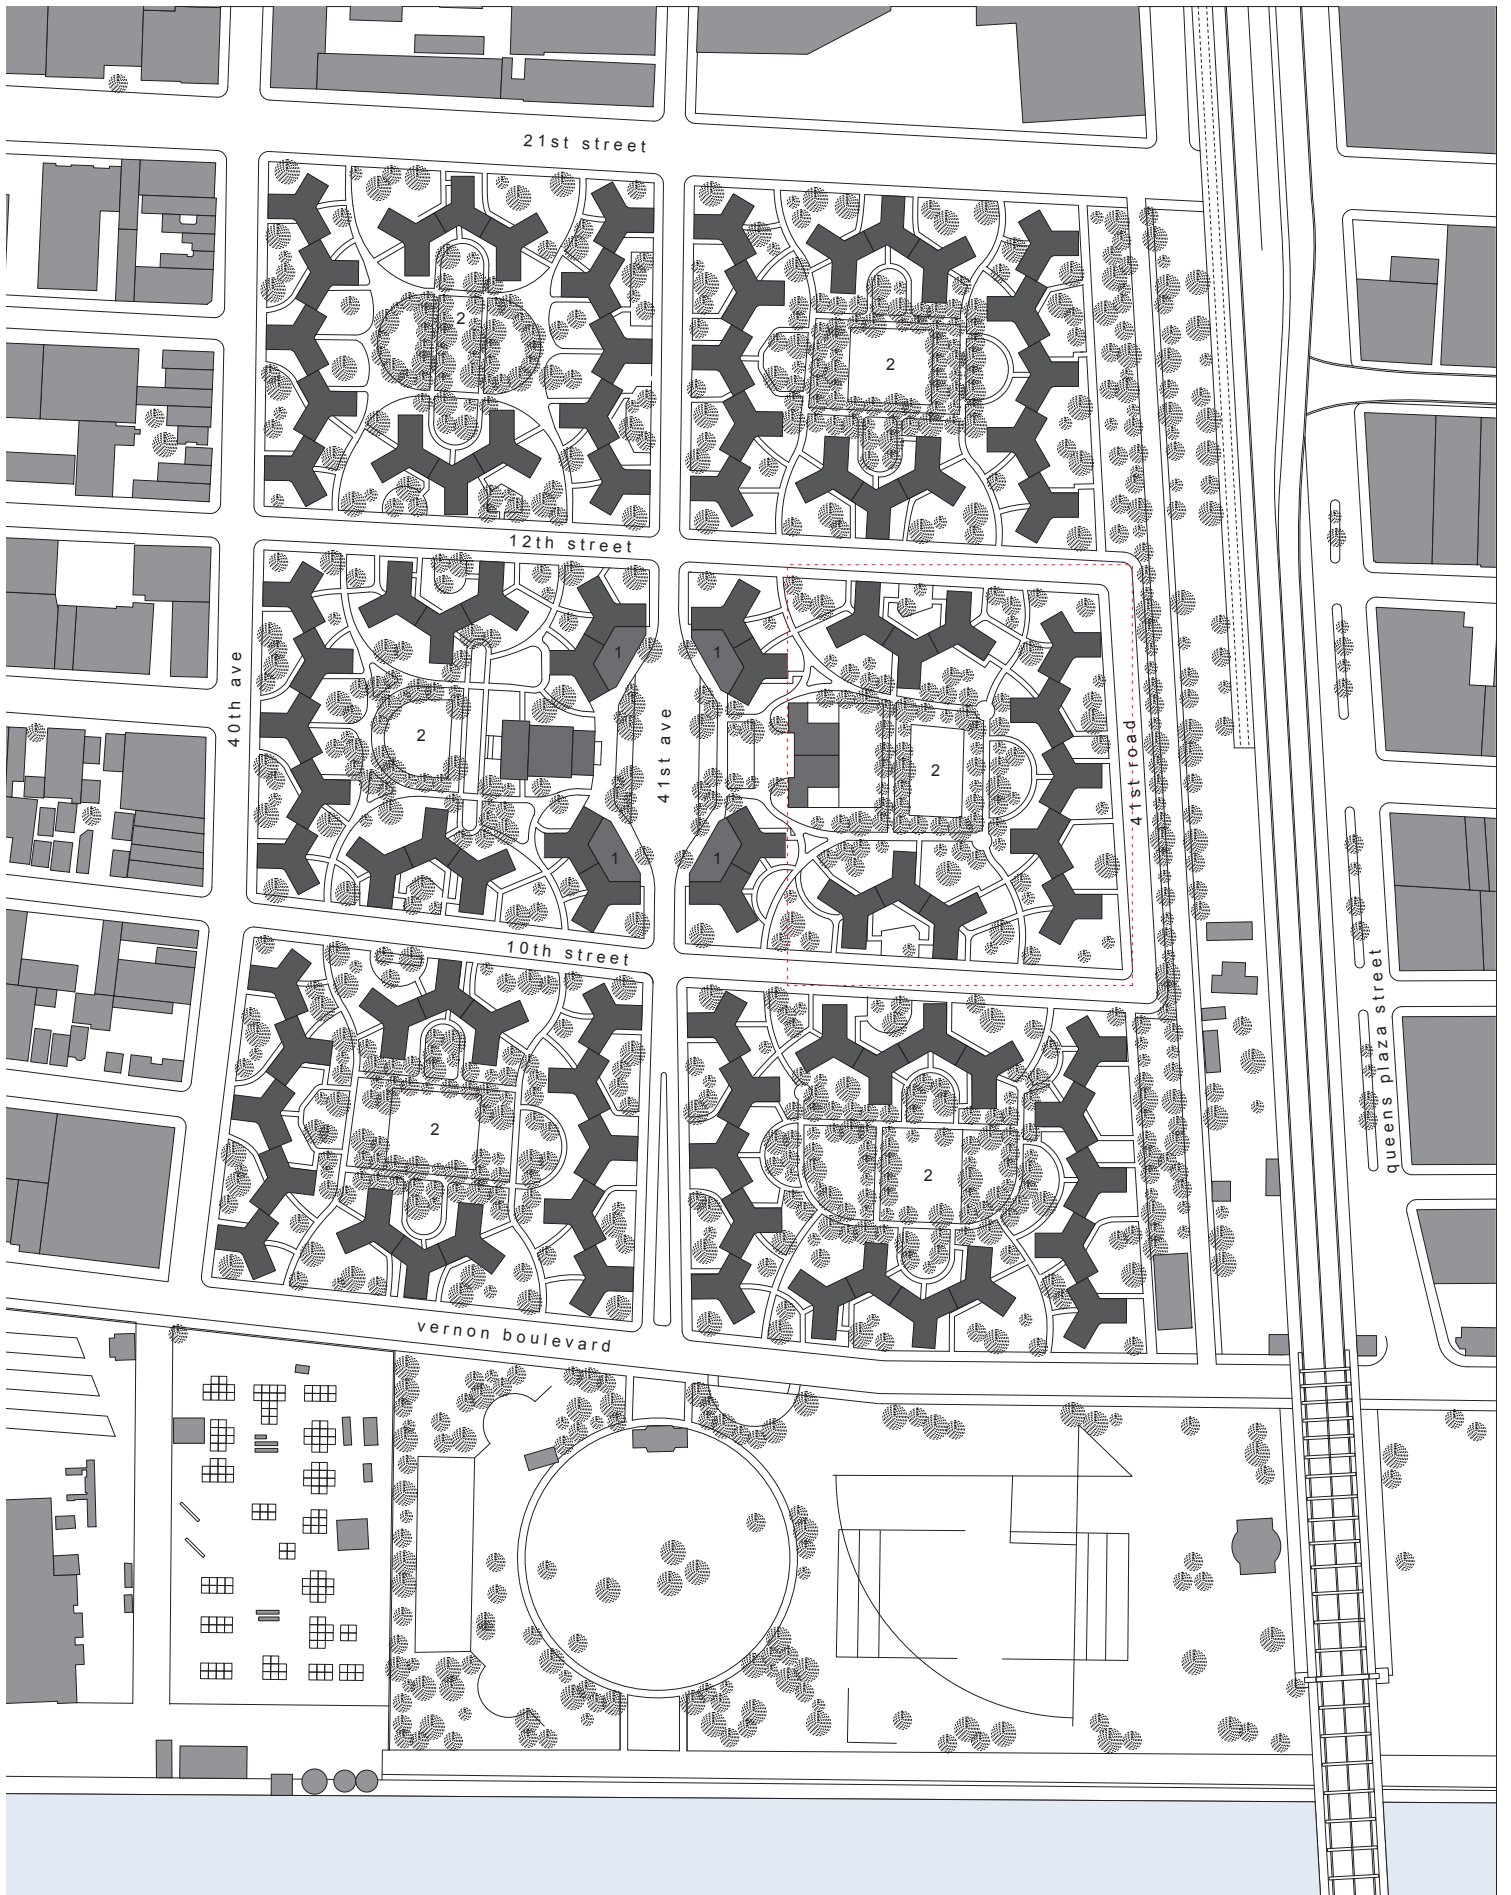 21st street
2
2
12th street
1
1
40th ave
2
41st ave
2
41st road
1
1
10th street
queens plaza street
2
2
vernon boulevard